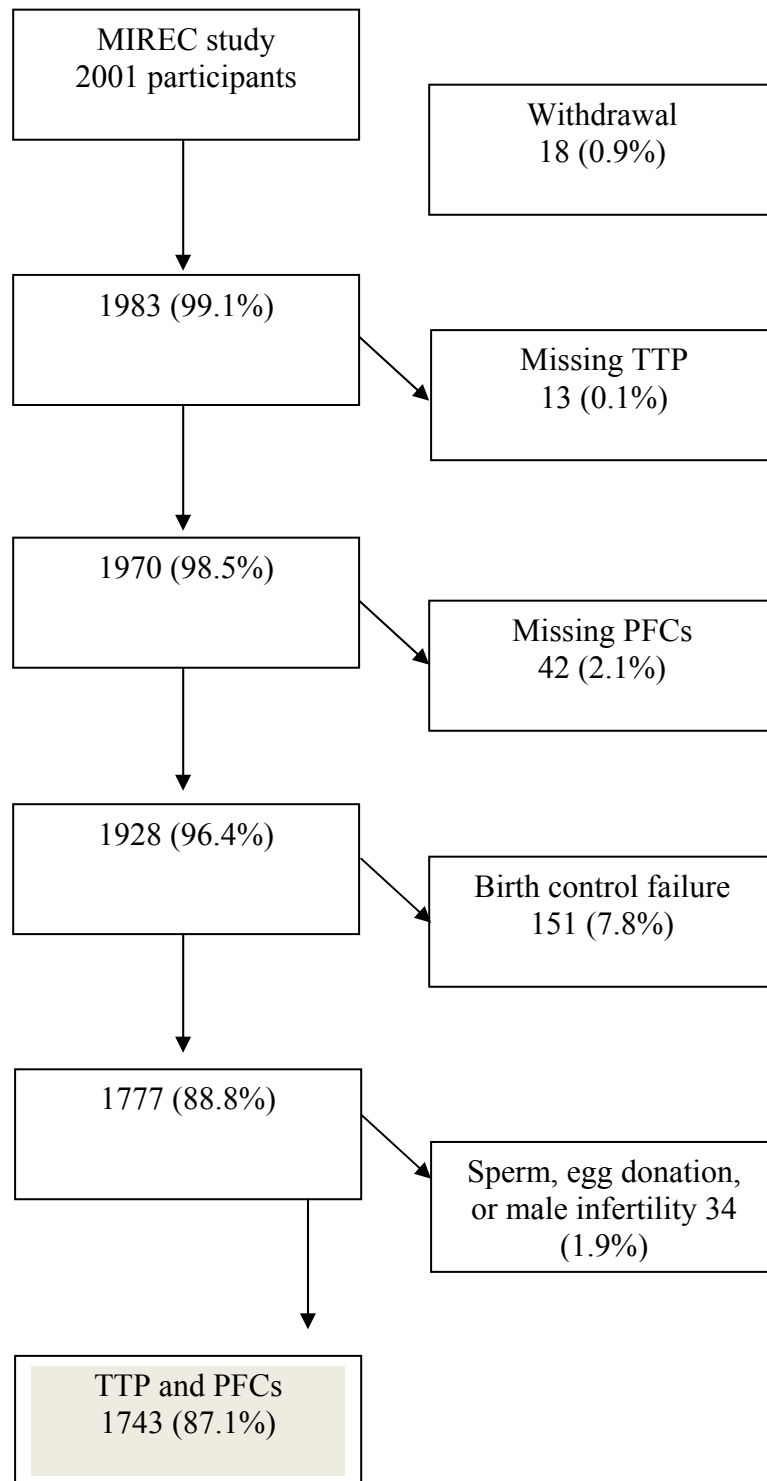 MIREC study
2001 participants
Withdrawal
18 (0.9%)
1983 (99.1%)
Missing TTP
13 (0.1%)
1970 (98.5%)
Missing PFCs
42 (2.1%)
1928 (96.4%)
Birth control failure
151 (7.8%)
1777 (88.8%)
Sperm, egg donation,
or male infertility 34
(1.9%)
TTP and PFCs
1743 (87.1%)